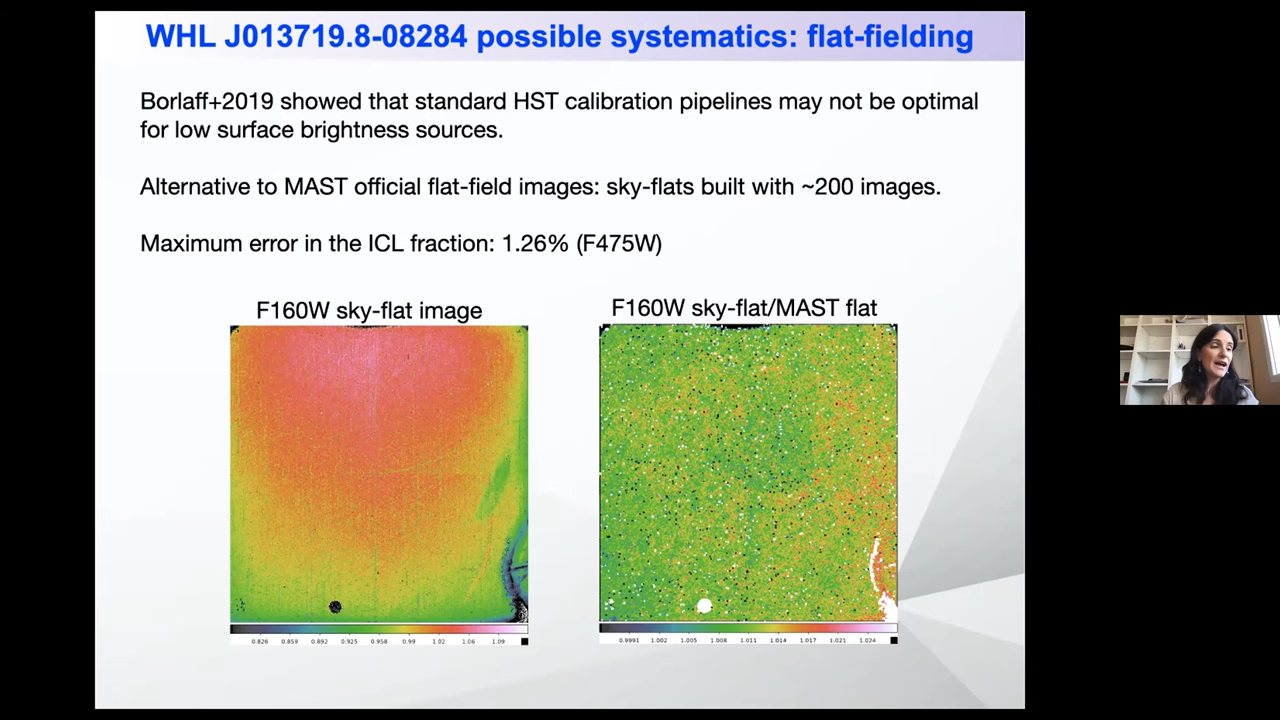 WHL J013719.8-08284 possible systematics: flat-fielding
Borlaff+2019 showed that standard HST calibration pipelines may not be optimal
for low surface brightness sources.
Alternative to MAST official flat-field images: sky-flats built with ~200 images.
Maximum error in the ICL fraction: 1.26% (F475W)
F160W sky-flat image
F160W sky-flat/MAST flat
0.826 0.859 0.892 0.925 0.958 0.99 1.02 1.06 1.09
0.9991 1.002 1.005 1.008 1.011 1.014 1.017 1.021 1.024